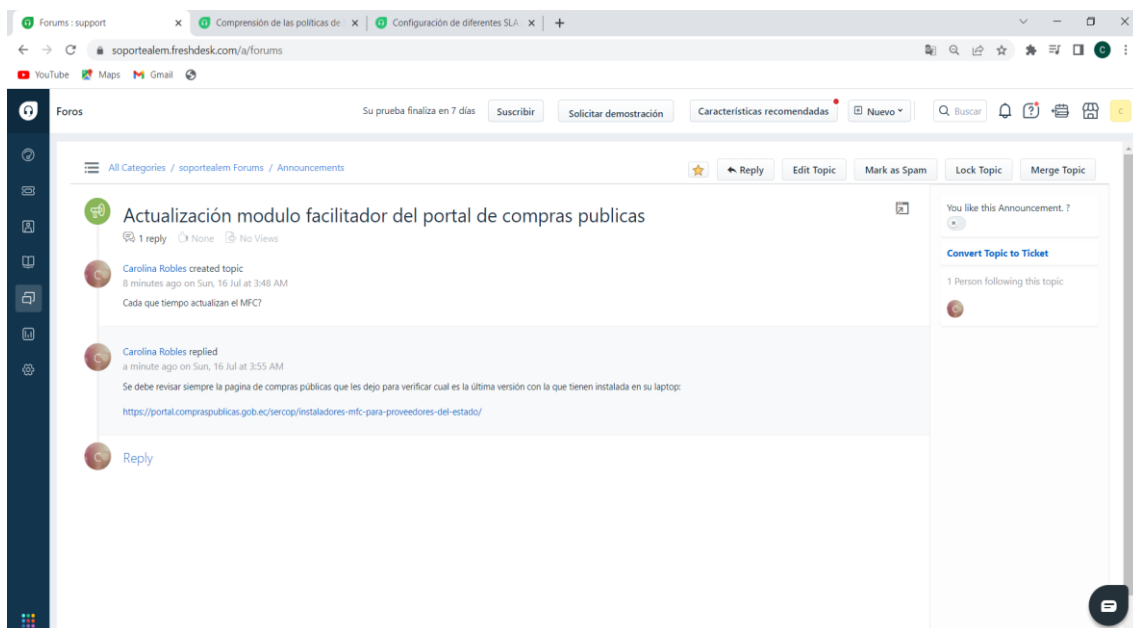 Forums : support
Comprensión de las políticas de
Configuración de diferentes SLA
soportealem.freshdesk.com/a/forums
YouTube Maps Gmail
Foros
Su prueba finaliza en 7 días
Suscribir
Solicitar demostración
Características recomendadas
Nuevo
Buscar
C
All Categories / soportealem Forums / Announcements
Reply
Edit Topic
Mark as Spam
Lock Topic
Merge Topic
Actualización modulo facilitador del portal de compras publicas
1 reply None No Views
Carolina Robles created topic
8 minutes ago on Sun, 16 Jul at 3:48 AM
Cada que tiempo actualizan el MFC?
Carolina Robles replied
a minute ago on Sun, 16 Jul at 3:55 AM
Se debe revisar siempre la pagina de compras públicas que les dejo para verificar cual es la última versión con la que tienen instalada en su laptop:
https://portal.compraspublicas.gob.ec/sercop/instaladores-mfc-para-proveedores-del-estado/
Reply
You like this Announcement. ?
Convert Topic to Ticket
1 Person following this topic